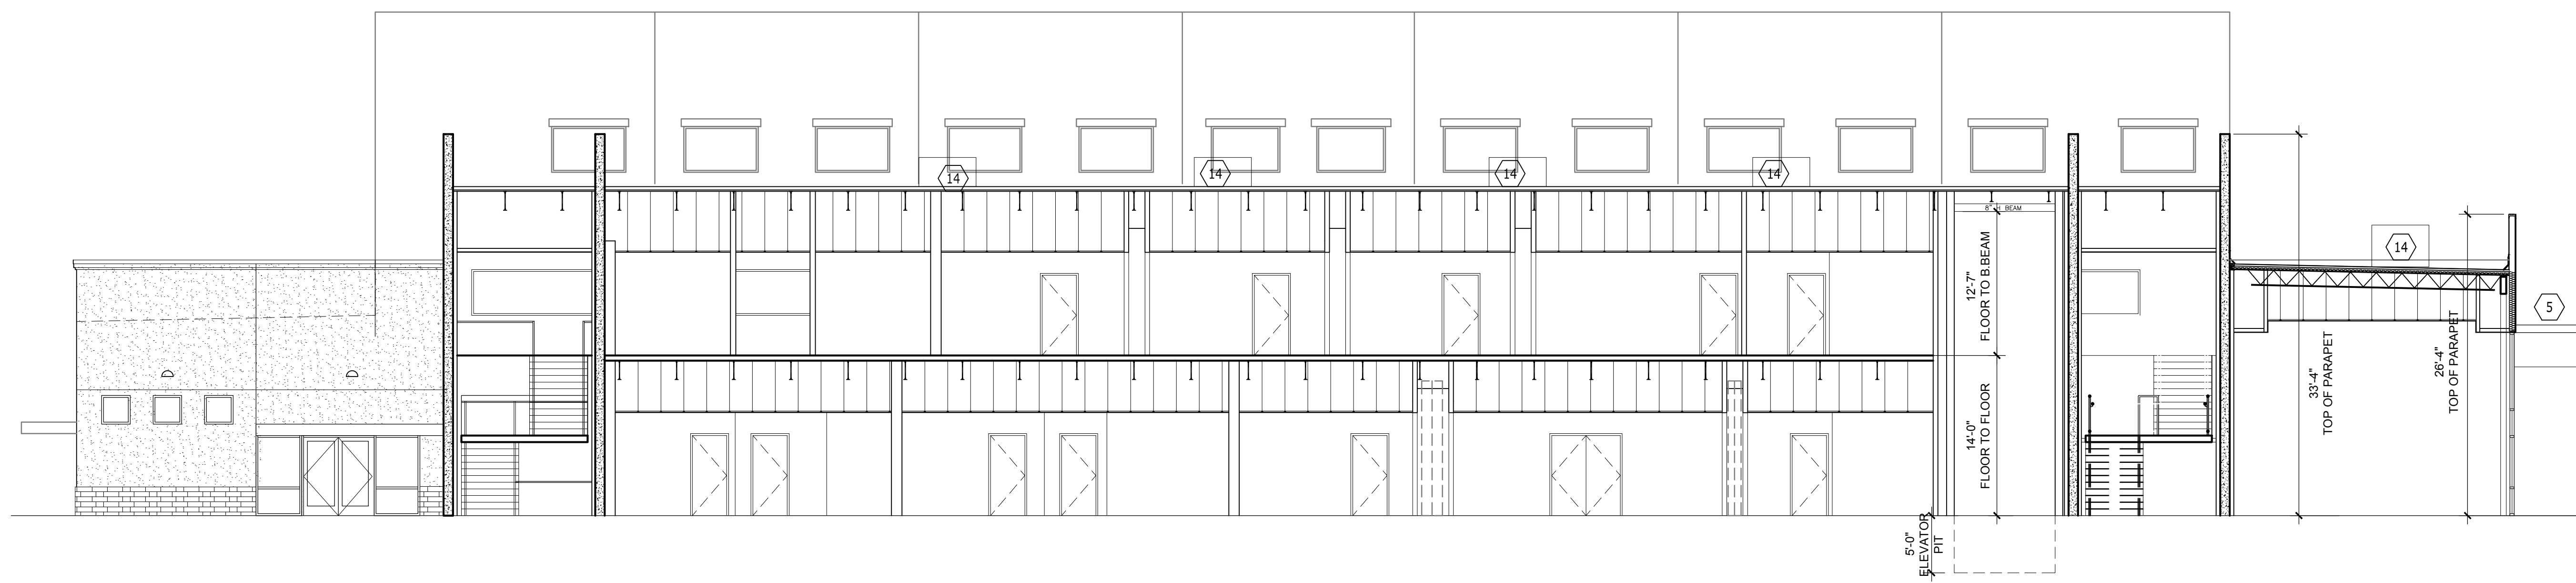 14
14
14
14
8" H. BEAM
12'-7"
FLOOR TO B.BEAM
14'-0"
FLOOR TO FLOOR
5'-0"
ELEVATOR
PIT
33'-4"
TOP OF PARAPET
26'-4"
TOP OF PARAPET
14
5